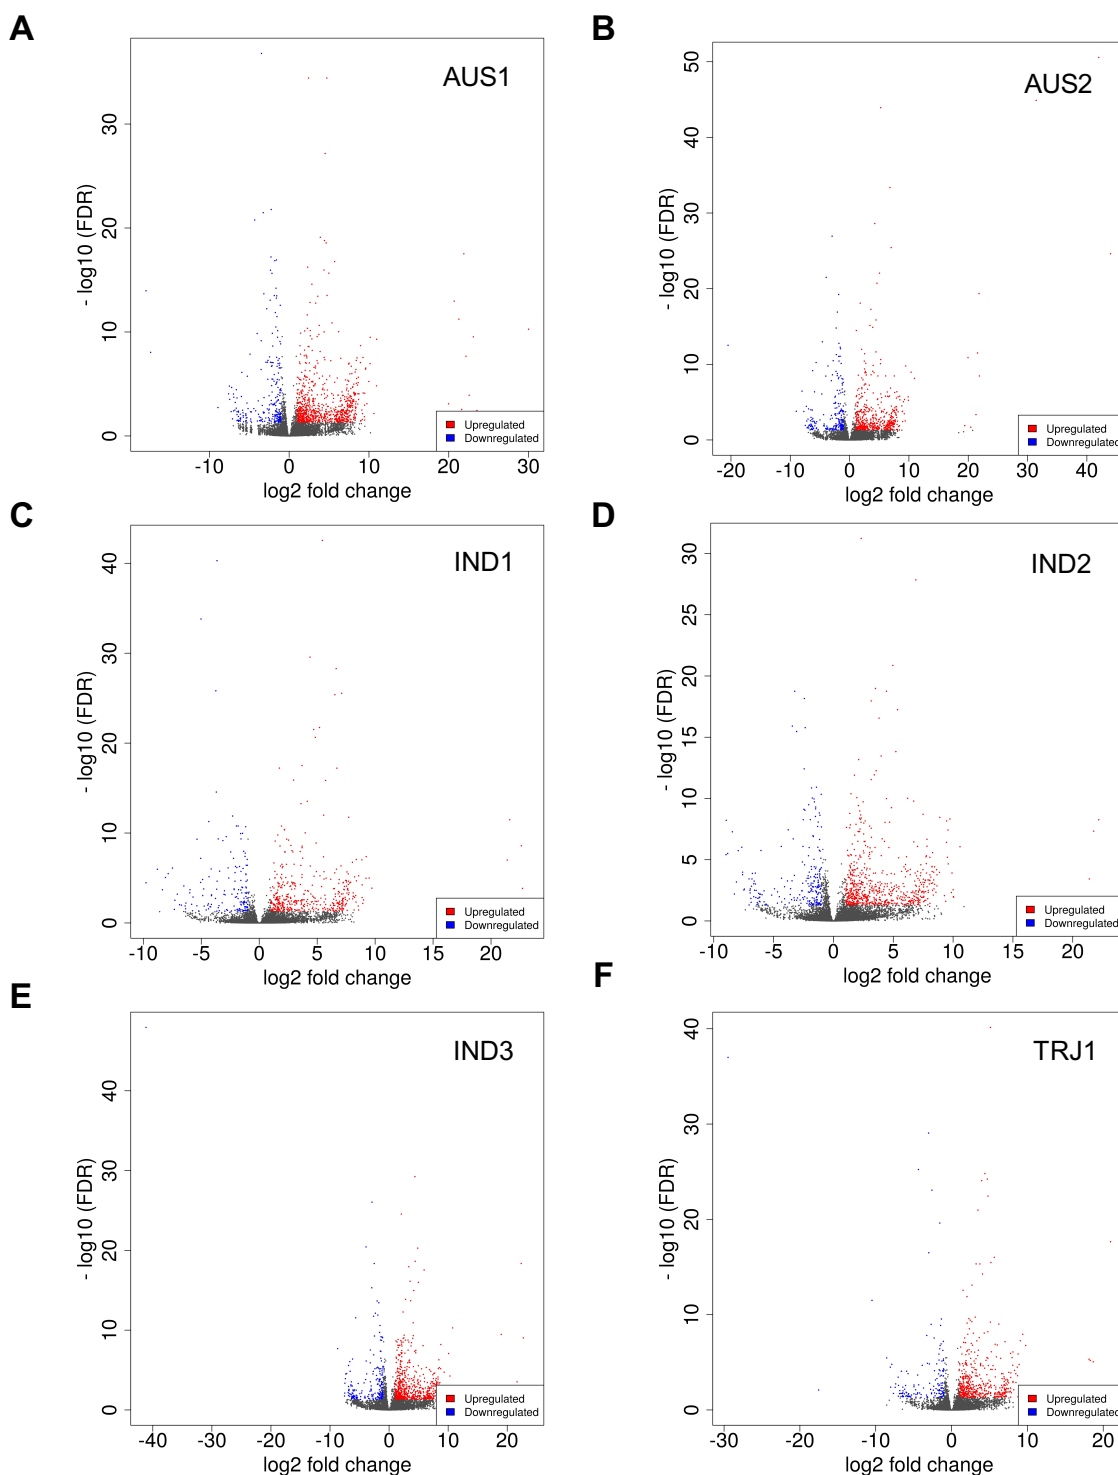 A
AUS1
- log10 (FDR)
30
20
10
0
-10
0
10
20
30
log2 fold change
Upregulated
Downregulated
B
AUS2
- log10 (FDR)
50
40
30
20
10
0
-20
-10
0
10
20
30
40
log2 fold change
Upregulated
Downregulated
C
IND1
- log10 (FDR)
40
30
20
10
0
-10
-5
0
5
10
15
20
log2 fold change
Upregulated
Downregulated
D
IND2
- log10 (FDR)
30
25
20
15
10
5
0
-10
-5
0
5
10
15
20
log2 fold change
Upregulated
Downregulated
E
IND3
- log10 (FDR)
40
30
20
10
0
-40
-30
-20
-10
0
10
20
log2 fold change
Upregulated
Downregulated
F
TRJ1
- log10 (FDR)
40
30
20
10
0
-30
-20
-10
0
10
20
log2 fold change
Upregulated
Downregulated